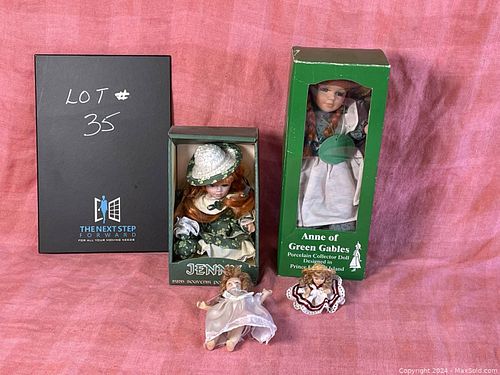 LOT #
35
THE NEXT STEP
FORWARD
FOR ALL YOUR MOVING NEEDS
JENNY
Anne of
Green Gables
Porcelain Collector Doll
Designed in
Prince Edward Island
Copyright 2024 - MaxSold.com